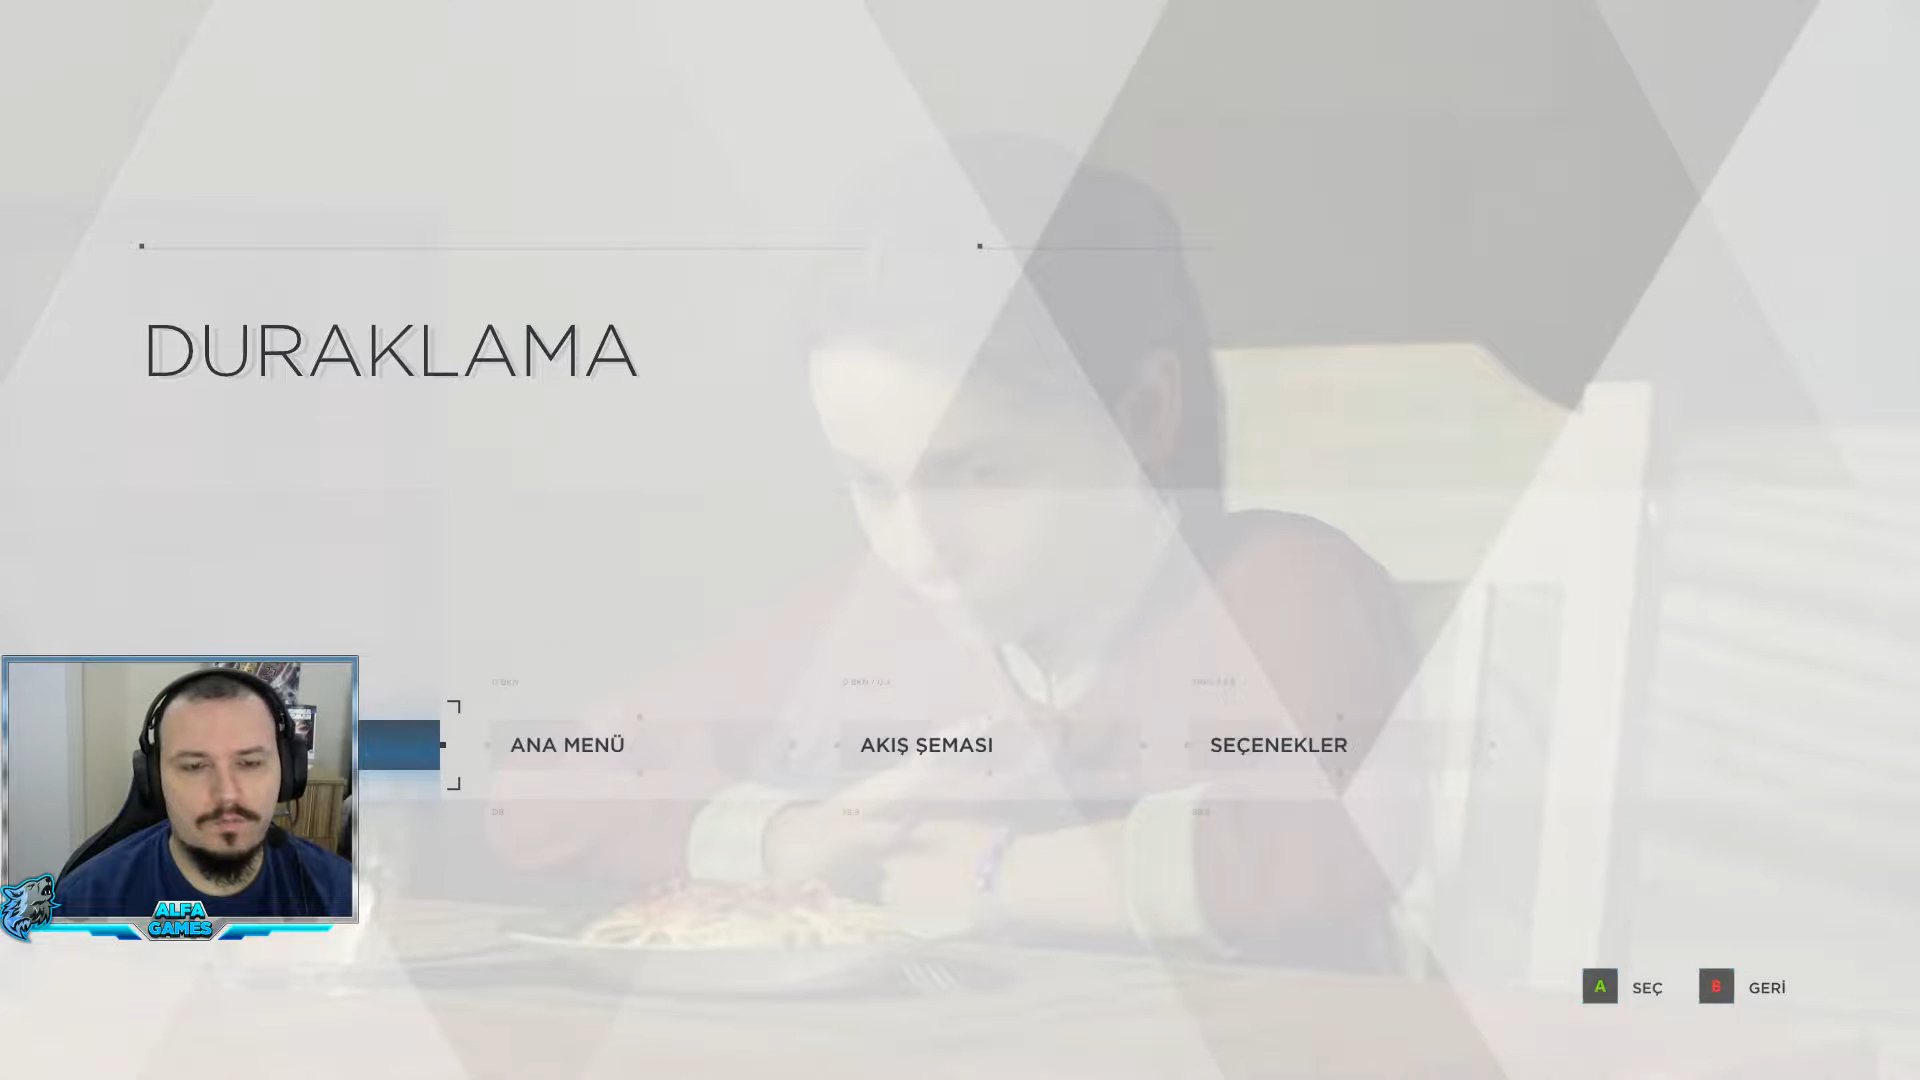 DURAKLAMA
ANA MENÜ
AKIŞ ŞEMASI
SEÇENEKLER
ALFA
GAMES
A SEÇ B GERİ